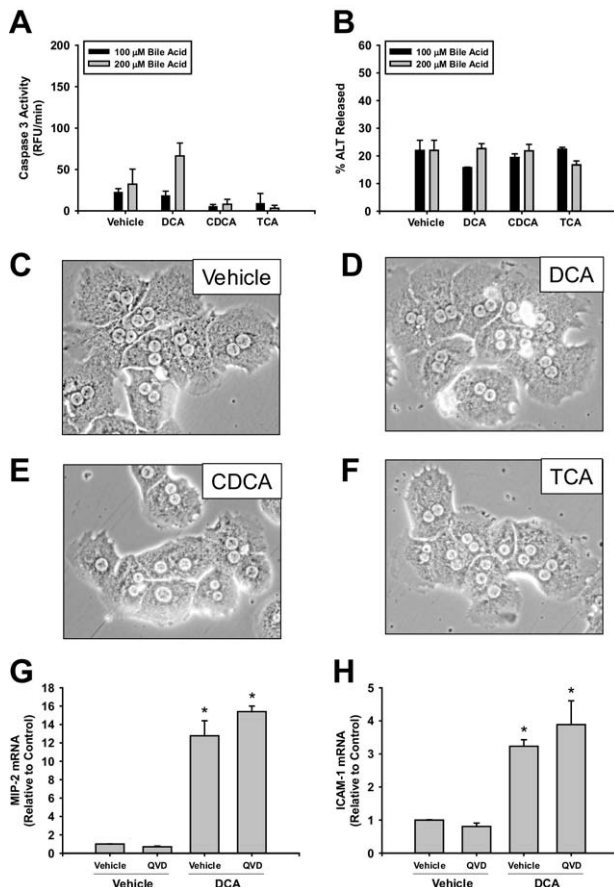 A
200
150
100
50
0
Caspase 3 Activity
(RFU/min)
100 µM Bile Acid
200 µM Bile Acid
Vehicle DCA CDCA TCA
B
60
50
40
30
20
10
0
% ALT Released
100 µM Bile Acid
200 µM Bile Acid
Vehicle DCA CDCA TCA
C
Vehicle
D
DCA
E
CDCA
F
TCA
G
18
16
14
12
10
8
6
4
2
0
MIP-2 mRNA
(Relative to Control)
* *
Vehicle QVD Vehicle QVD
Vehicle DCA
H
5
4
3
2
1
0
ICAM-1 mRNA
(Relative to Control)
* *
Vehicle QVD Vehicle QVD
Vehicle DCA